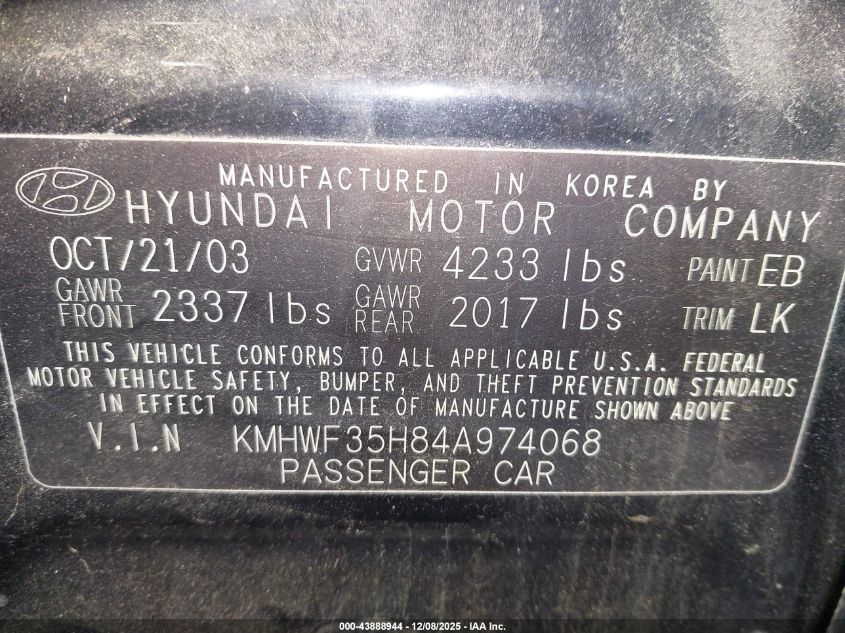 MANUFACTURED IN KOREA BY
HYUNDAI MOTOR COMPANY
OCT/21/03 GVWR 4233 lbs PAINT EB
GAWR FRONT 2337 lbs GAWR REAR 2017 lbs TRIM LK
THIS VEHICLE CONFORMS TO ALL APPLICABLE U.S.A. FEDERAL
MOTOR VEHICLE SAFETY, BUMPER, AND THEFT PREVENTION STANDARDS
IN EFFECT ON THE DATE OF MANUFACTURE SHOWN ABOVE
V.I.N KMHWF35H84A974068
PASSENGER CAR
000-43888944 - 12/08/2025 - IAA Inc.